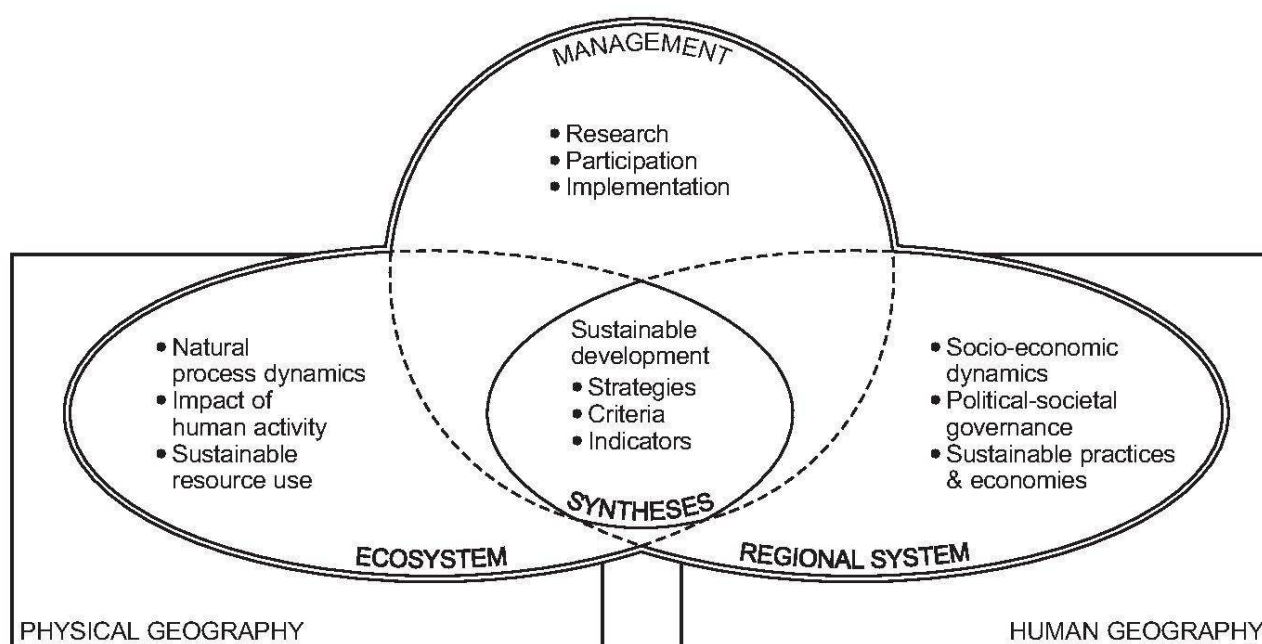 MANAGEMENT
• Research
• Participation
• Implementation
• Natural
process dynamics
• Impact of
human activity
• Sustainable
resource use
Sustainable
development
• Strategies
• Criteria
• Indicators
SYNTHESES
• Socio-economic
dynamics
• Political-societal
governance
• Sustainable practices
& economies
ECOSYSTEM
REGIONAL SYSTEM
PHYSICAL GEOGRAPHY
HUMAN GEOGRAPHY